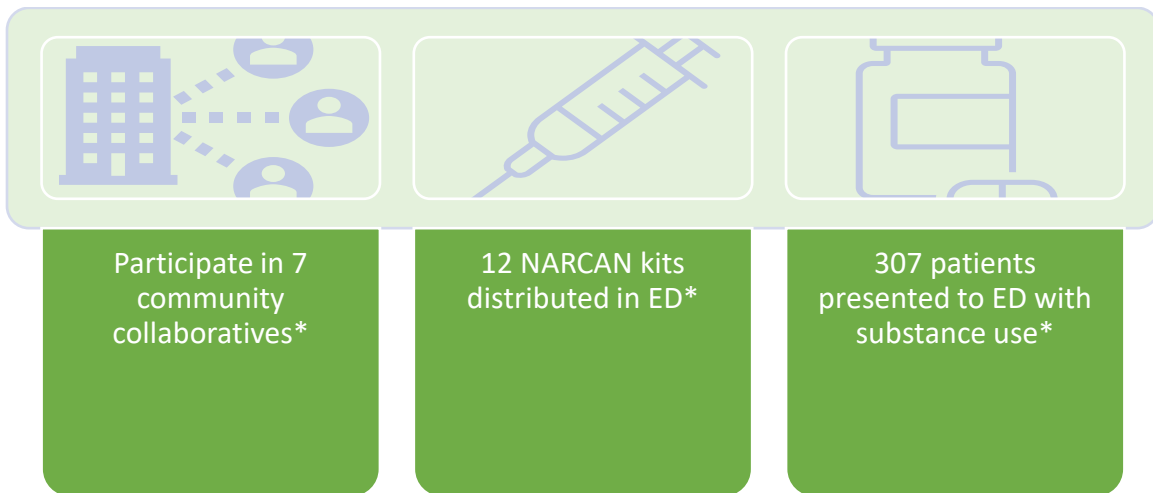 Participate in 7
community
collaboratives*
12 NARCAN kits
distributed in ED*
307 patients
presented to ED with
substance use*